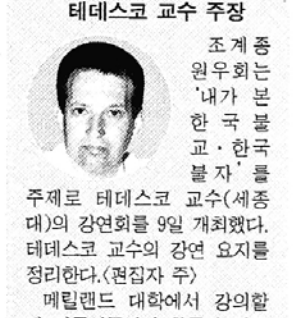 테데스코 교수 주장
조계종
원우회는
'내가 본
한국불
교·한국
불자'를
주제로 테데스코 교수(세종
대)의 강연회를 9일 개최했다.
테데스코 교수의 강연 요지를
정리한다.<편집자 주>
메릴랜드 대학에서 강의할